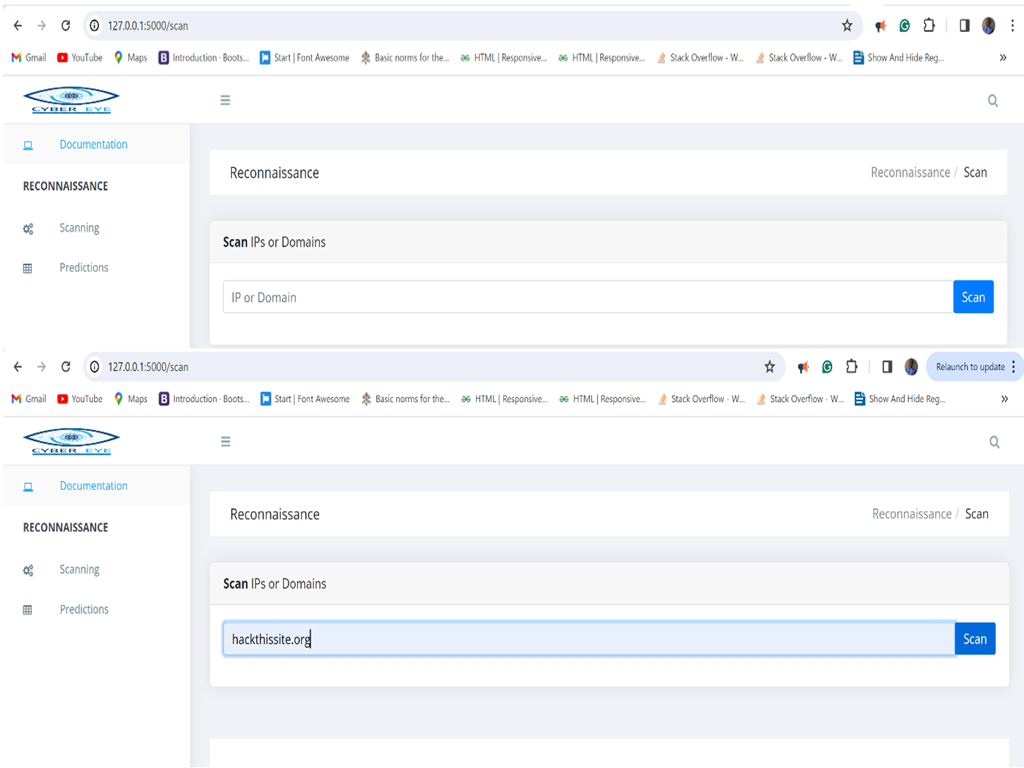 127.0.0.1:5000/scan
Gmail YouTube Maps Introduction · Boots... Start | Font Awesome Basic norms for the... HTML | Responsive... HTML | Responsive... Stack Overflow - W... Stack Overflow - W... Show And Hide Reg... »
CYBER EYE
Documentation
Reconnaissance
Reconnaissance / Scan
RECONNAISSANCE
Scanning
Scan IPs or Domains
Predictions
IP or Domain
Scan
127.0.0.1:5000/scan
Relaunch to update
Gmail YouTube Maps Introduction · Boots... Start | Font Awesome Basic norms for the... HTML | Responsive... HTML | Responsive... Stack Overflow - W... Stack Overflow - W... Show And Hide Reg... »
CYBER EYE
Documentation
Reconnaissance
Reconnaissance / Scan
RECONNAISSANCE
Scanning
Scan IPs or Domains
Predictions
hackthissite.org
Scan